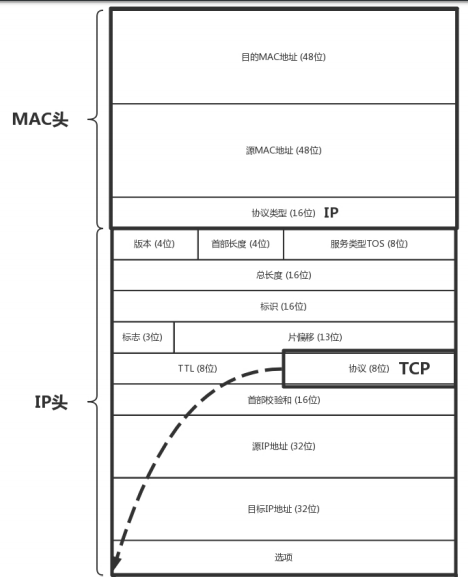 目的MAC地址 (48位)
MAC头
源MAC地址 (48位)
协议类型 (16位) IP
版本 (4位) 首部长度 (4位) 服务类型TOS (8位)
总长度 (16位)
标识 (16位)
标志 (3位) 片偏移 (13位)
TTL (8位) 协议 (8位) TCP
IP头
首部校验和 (16位)
源IP地址 (32位)
目标IP地址 (32位)
选项